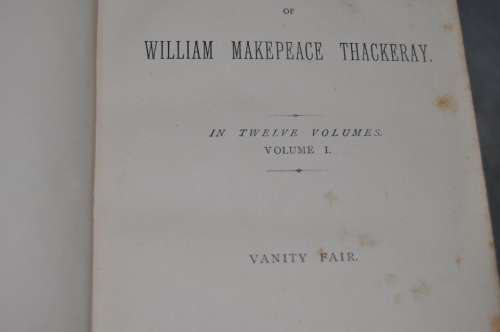 OF
WILLIAM MAKEPEACE THACKERAY.
IN TWELVE VOLUMES.
VOLUME I.
VANITY FAIR.